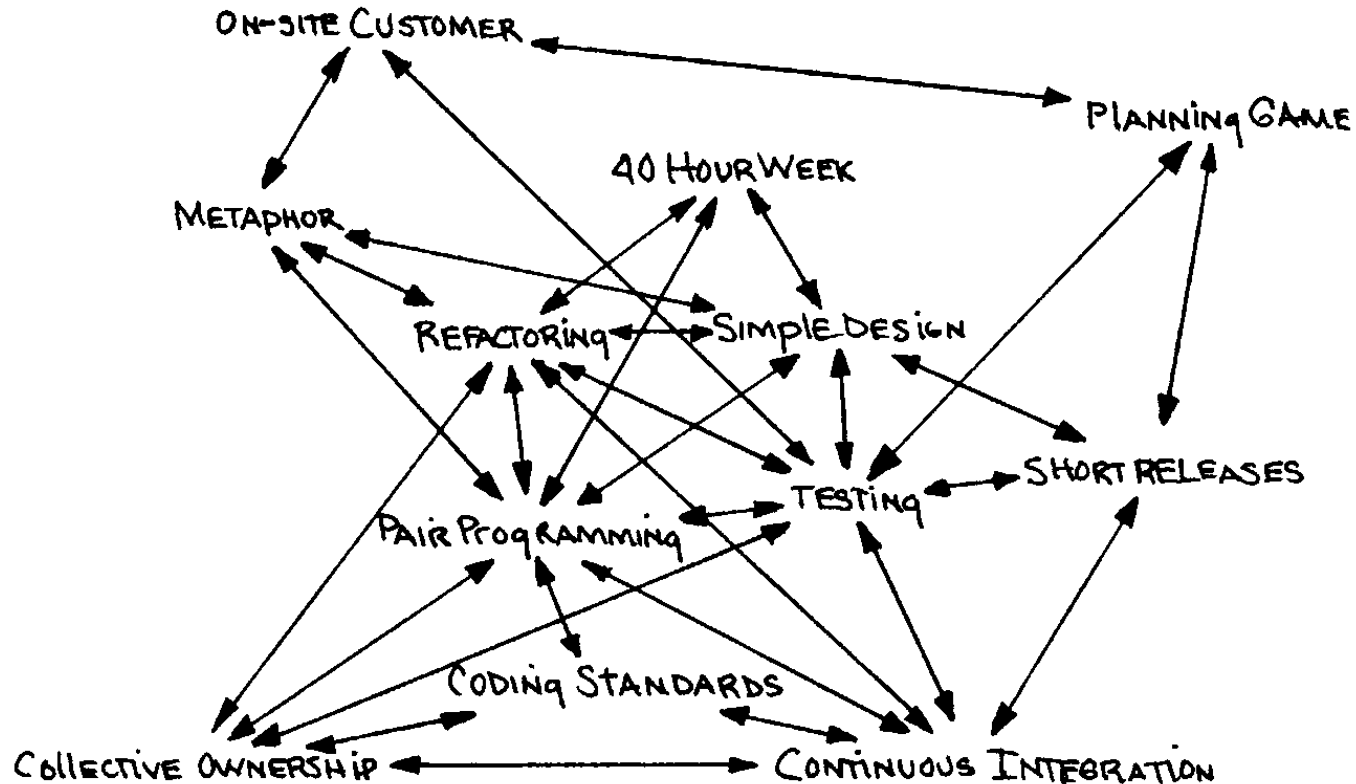 ON-SITE CUSTOMER
PLANNING GAME
40 HOUR WEEK
METAPHOR
REFACTORING
SIMPLE DESIGN
SHORT RELEASES
TESTING
PAIR PROGRAMMING
CODING STANDARDS
COLLECTIVE OWNERSHIP
CONTINUOUS INTEGRATION